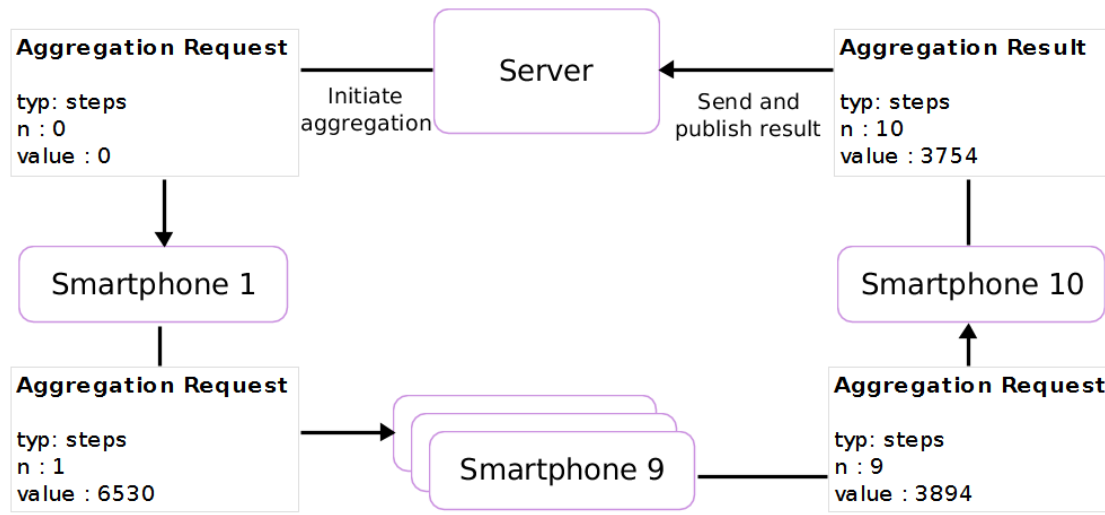 Aggregation Request
typ: steps
n : 0
value : 0
Initiate
aggregation
Server
Send and
publish result
Aggregation Result
typ: steps
n : 10
value : 3754
Smartphone 1
Smartphone 10
Aggregation Request
typ: steps
n : 1
value : 6530
Smartphone 9
Aggregation Request
typ: steps
n : 9
value : 3894